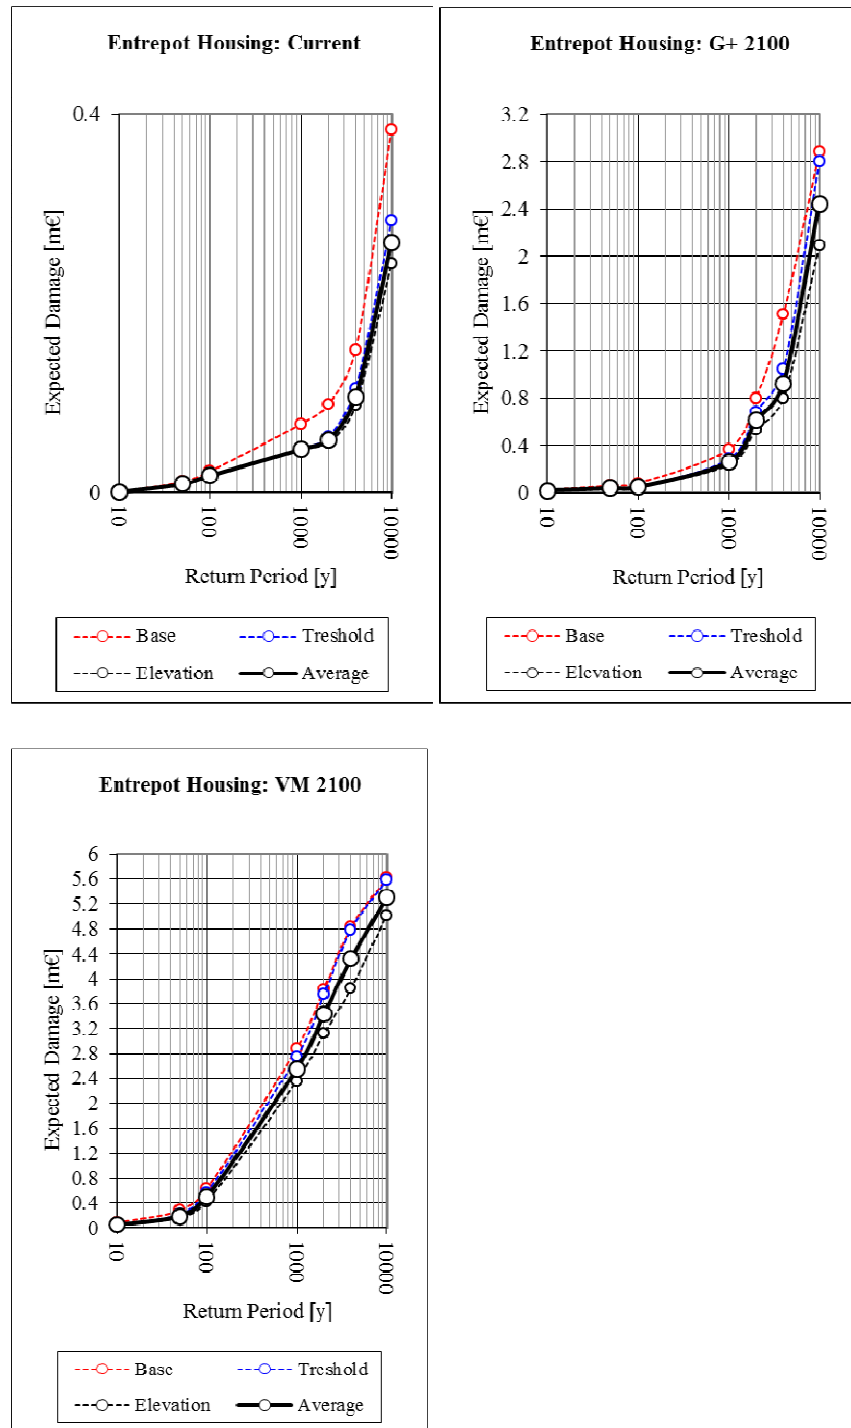 Entrepot Housing: Current
0.4
0
Expected Damage [m€]
10
100
1000
10000
Return Period [y]
Base
Treshold
Elevation
Average
Entrepot Housing: G+ 2100
3.2
2.8
2.4
2
1.6
1.2
0.8
0.4
0
Expected Damage [m€]
10
100
1000
10000
Return Period [y]
Base
Treshold
Elevation
Average
Entrepot Housing: VM 2100
6
5.6
5.2
4.8
4.4
4
3.6
3.2
2.8
2.4
2
1.6
1.2
0.8
0.4
0
Expected Damage [m€]
10
100
1000
10000
Return Period [y]
Base
Treshold
Elevation
Average